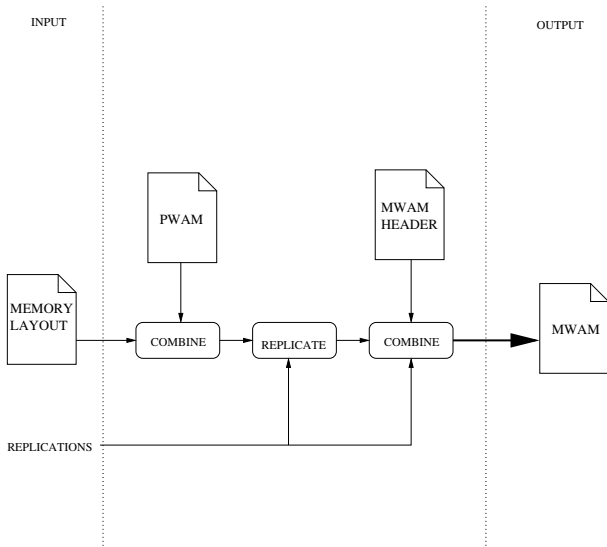 INPUT
OUTPUT
PWAM
MWAM
HEADER
MEMORY
LAYOUT
COMBINE
REPLICATE
COMBINE
MWAM
REPLICATIONS